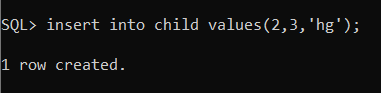 SQL> insert into child values(2,3,'hg');
1 row created.